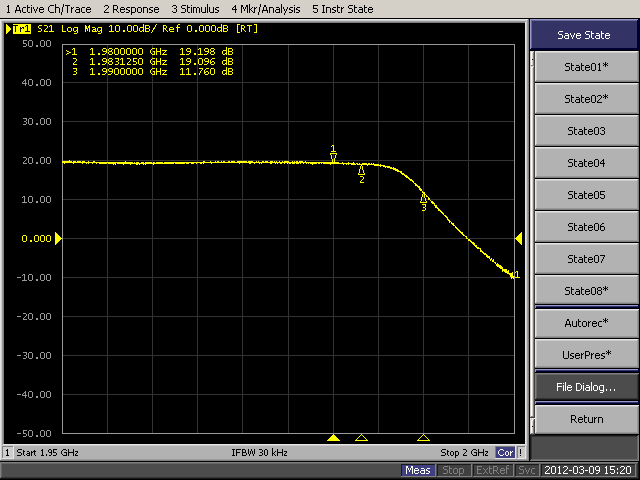 1 Active Ch/Trace 2 Response 3 Stimulus 4 Mkr/Analysis 5 Instr State
Tr1 S21 Log Mag 10.00dB/ Ref 0.000dB [RT]
>1 1.9800000 GHz 19.198 dB
2 1.9831250 GHz 19.096 dB
3 1.9900000 GHz 11.760 dB
50.00
40.00
30.00
20.00
10.00
0.000
-10.00
-20.00
-30.00
-40.00
-50.00
1
2
3
1
1 Start 1.95 GHz IFBW 30 kHz Stop 2 GHz Cor !
Save State
State01*
State02*
State03
State04
State05
State06
State07
State08*
Autorec*
UserPres*
File Dialog...
Return
Meas Stop ExtRef Svc 2012-03-09 15:20